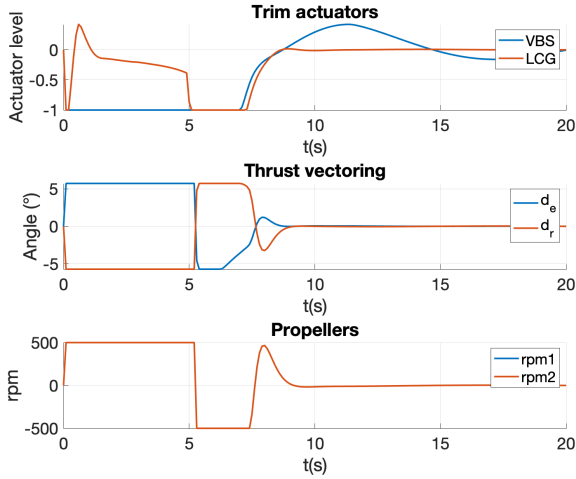 Trim actuators
Actuator level
0
-0.5
-1
VBS
LCG
0 5 10 15 20
t(s)
Thrust vectoring
Angle (°)
5
0
-5
d_e
d_r
0 5 10 15 20
t(s)
Propellers
rpm
500
0
-500
rpm1
rpm2
0 5 10 15 20
t(s)